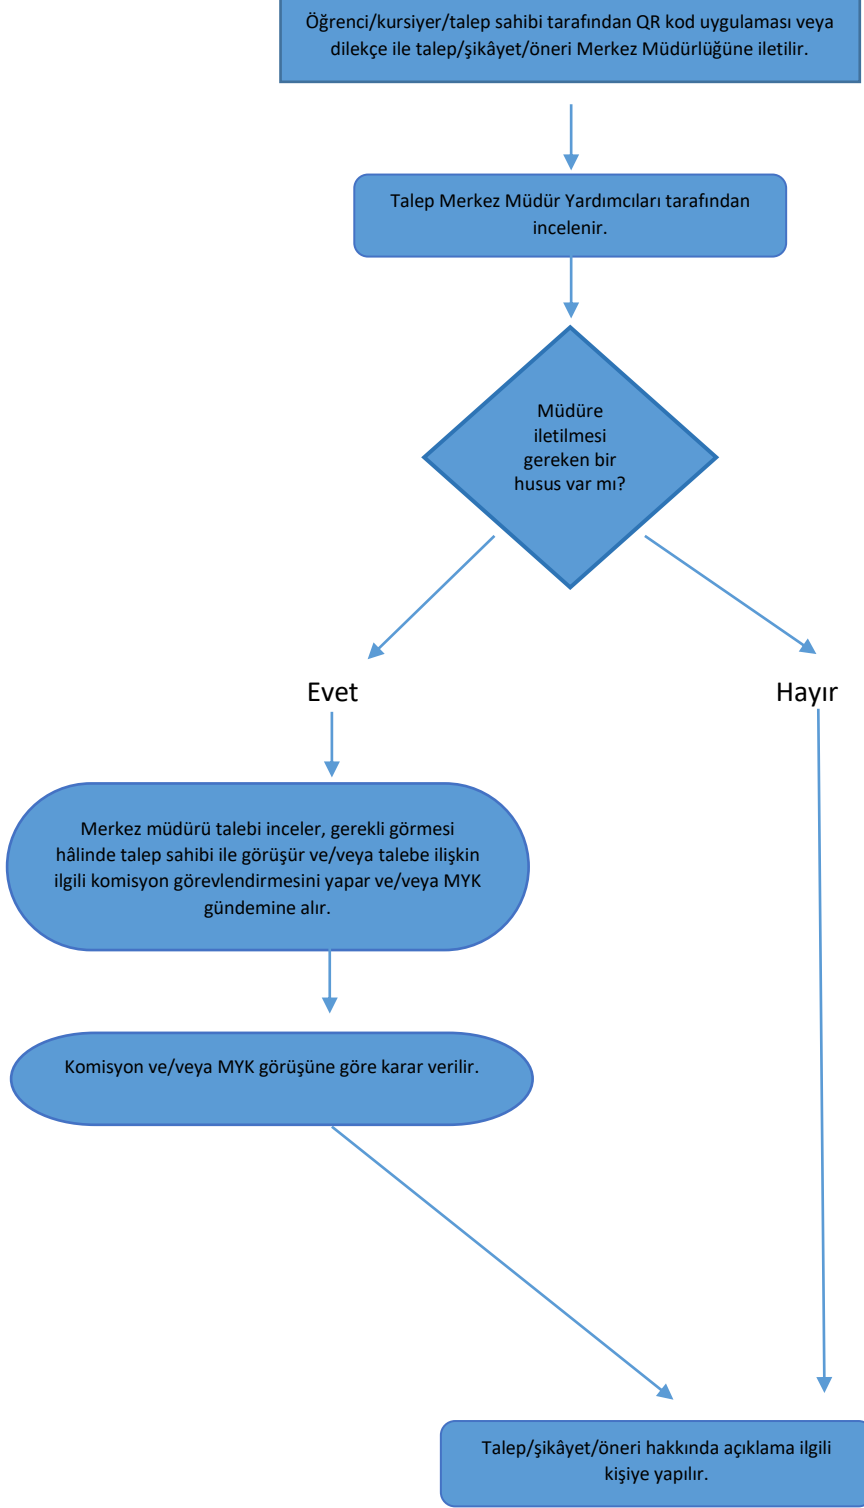 Öğrenci/kursiyer/talep sahibi tarafından QR kod uygulaması veya
dilekçe ile talep/şikâyet/öneri Merkez Müdürlüğüne iletilir.
Talep Merkez Müdür Yardımcıları tarafından
incelenir.
Müdüre
iletilmesi
gereken bir
husus var mı?
Evet
Hayır
Merkez müdürü talebi inceler, gerekli görmesi
hâlinde talep sahibi ile görüşür ve/veya talebe ilişkin
ilgili komisyon görevlendirmesini yapar ve/veya MYK
gündemine alır.
Komisyon ve/veya MYK görüşüne göre karar verilir.
Talep/şikâyet/öneri hakkında açıklama ilgili
kişiye yapılır.